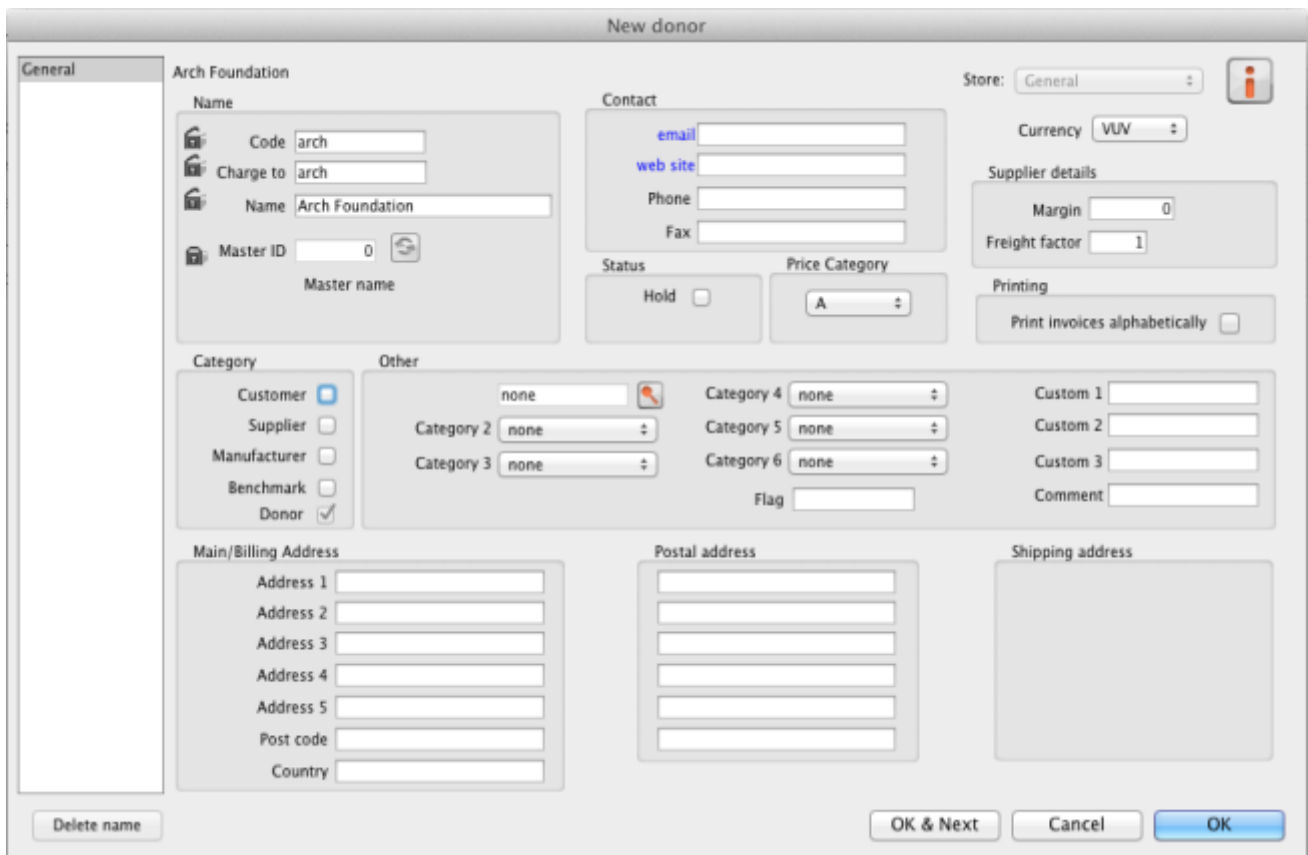 New donor
General
Arch Foundation
Store: General
Name
Code arch
Charge to arch
Name Arch Foundation
Master ID 0
Master name
Contact
email
web site
Phone
Fax
Currency VUV
Supplier details
Margin 0
Freight factor 1
Status
Hold
Price Category
A
Printing
Print invoices alphabetically
Category
Customer
Supplier
Manufacturer
Benchmark
Donor
Other
none
Category 2 none
Category 3 none
Category 4 none
Category 5 none
Category 6 none
Flag
Custom 1
Custom 2
Custom 3
Comment
Main/Billing Address
Address 1
Address 2
Address 3
Address 4
Address 5
Post code
Country
Postal address
Shipping address
Delete name
OK & Next
Cancel
OK